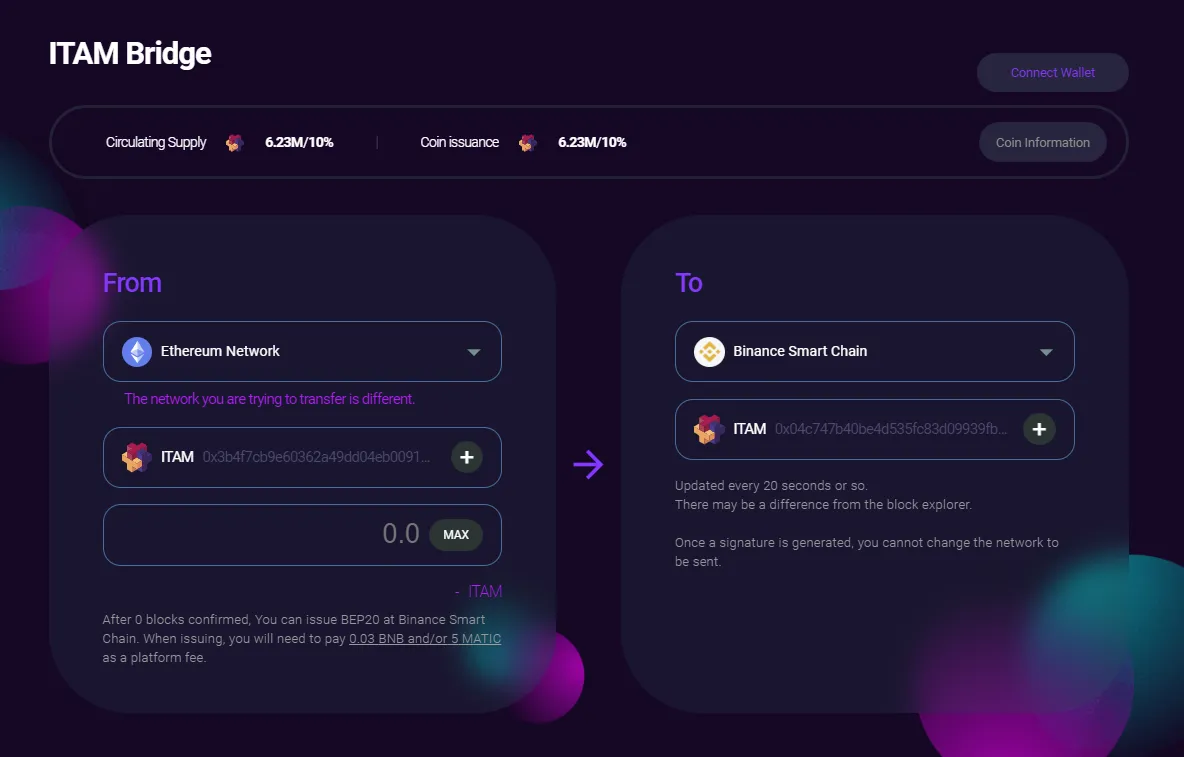 ITAM Bridge
Connect Wallet
Circulating Supply 6.23M/10% | Coin issuance 6.23M/10% Coin Information
From
Ethereum Network
The network you are trying to transfer is different.
ITAM 0x3b4f7cb9e60362a49dd04eb0091...
0.0 MAX
- ITAM
After 0 blocks confirmed, You can issue BEP20 at Binance Smart
Chain. When issuing, you will need to pay 0.03 BNB and/or 5 MATIC
as a platform fee.
To
Binance Smart Chain
ITAM 0x04c747b40be4d535fc83d09939fb...
Updated every 20 seconds or so.
There may be a difference from the block explorer.
Once a signature is generated, you cannot change the network to
be sent.